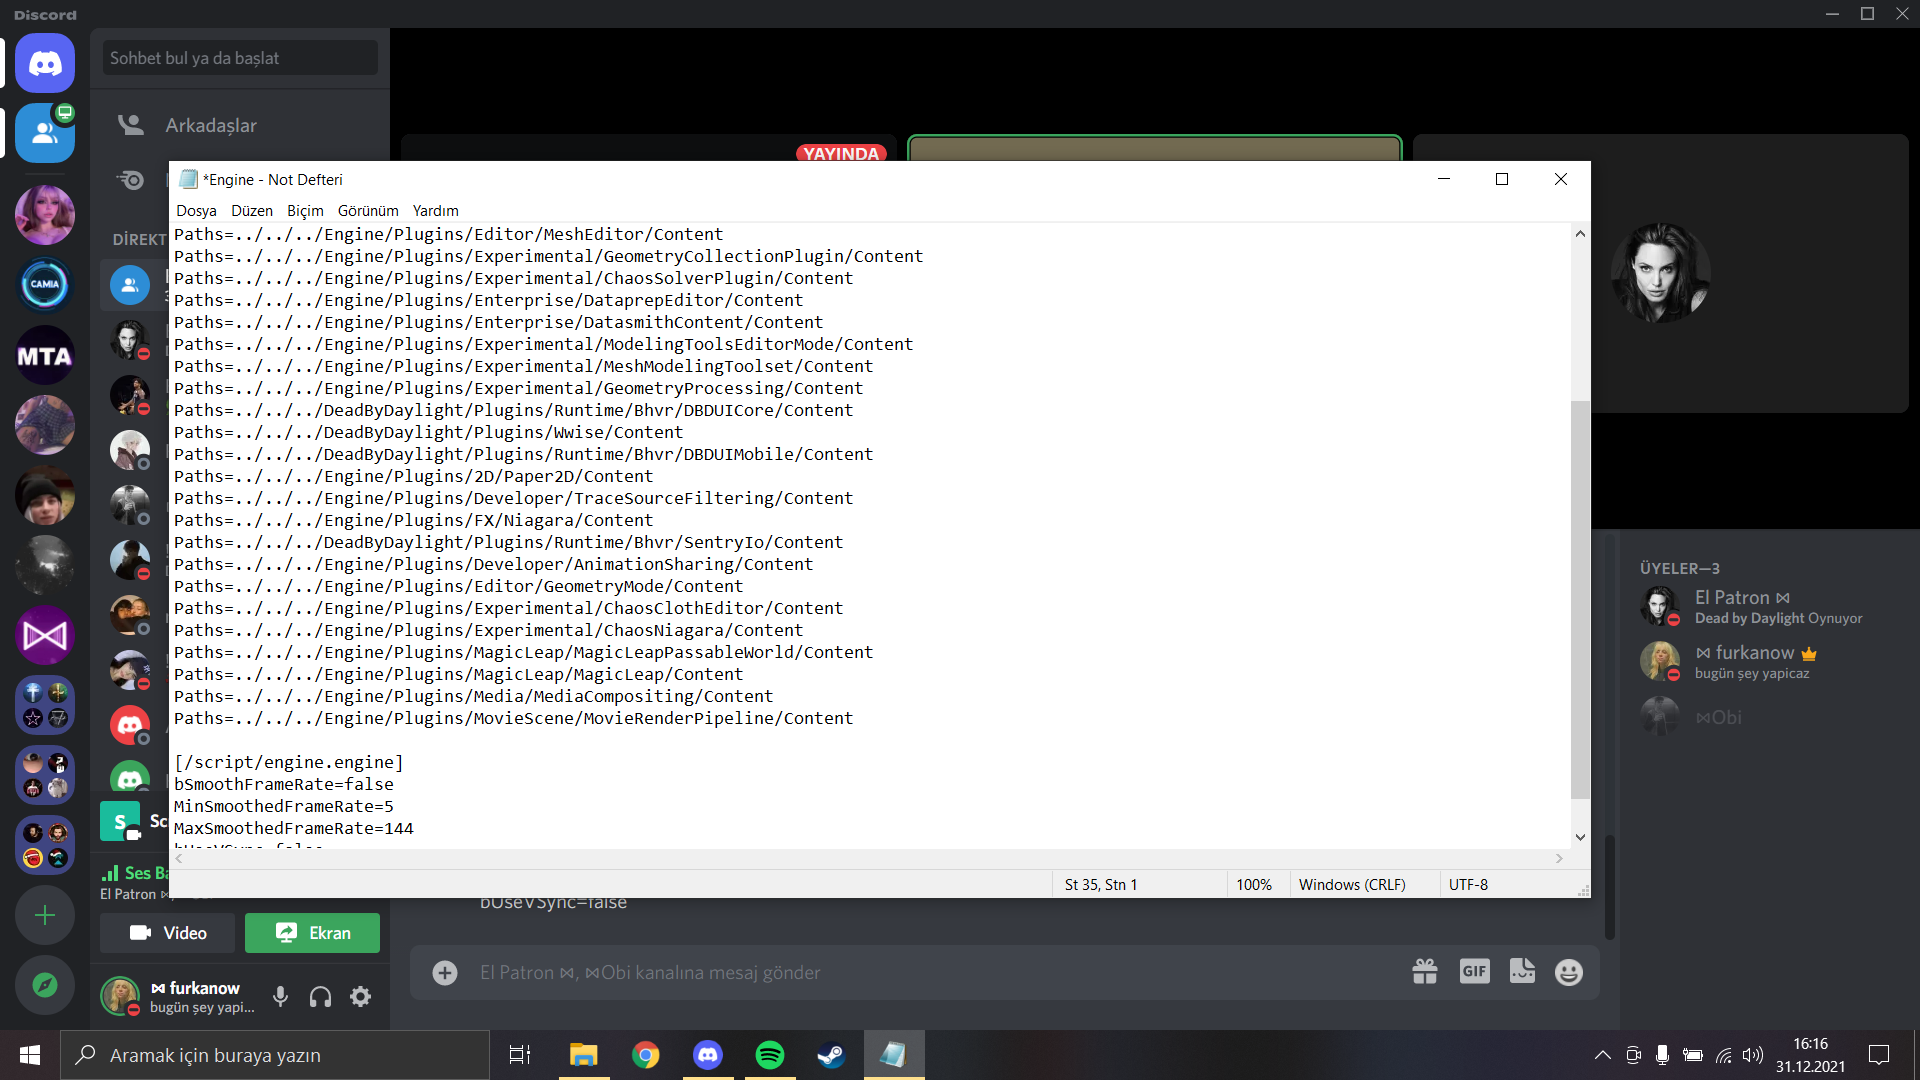 Discord
Sohbet bul ya da başlat
Arkadaşlar
DİREKT
YAYINDA
CAMIA
MTA
*Engine - Not Defteri
Dosya Düzen Biçim Görünüm Yardım
Paths=../../../Engine/Plugins/Editor/MeshEditor/Content
Paths=../../../Engine/Plugins/Experimental/GeometryCollectionPlugin/Content
Paths=../../../Engine/Plugins/Experimental/ChaosSolverPlugin/Content
Paths=../../../Engine/Plugins/Enterprise/DataprepEditor/Content
Paths=../../../Engine/Plugins/Enterprise/DatasmithContent/Content
Paths=../../../Engine/Plugins/Experimental/ModelingToolsEditorMode/Content
Paths=../../../Engine/Plugins/Experimental/MeshModelingToolset/Content
Paths=../../../Engine/Plugins/Experimental/GeometryProcessing/Content
Paths=../../../DeadByDaylight/Plugins/Runtime/Bhvr/DBDUICore/Content
Paths=../../../DeadByDaylight/Plugins/Wwise/Content
Paths=../../../DeadByDaylight/Plugins/Runtime/Bhvr/DBDUIMobile/Content
Paths=../../../Engine/Plugins/2D/Paper2D/Content
Paths=../../../Engine/Plugins/Developer/TraceSourceFiltering/Content
Paths=../../../Engine/Plugins/FX/Niagara/Content
Paths=../../../DeadByDaylight/Plugins/Runtime/Bhvr/SentryIo/Content
Paths=../../../Engine/Plugins/Developer/AnimationSharing/Content
Paths=../../../Engine/Plugins/Editor/GeometryMode/Content
Paths=../../../Engine/Plugins/Experimental/ChaosClothEditor/Content
Paths=../../../Engine/Plugins/Experimental/ChaosNiagara/Content
Paths=../../../Engine/Plugins/MagicLeap/MagicLeapPassableWorld/Content
Paths=../../../Engine/Plugins/MagicLeap/MagicLeap/Content
Paths=../../../Engine/Plugins/Media/MediaCompositing/Content
Paths=../../../Engine/Plugins/MovieScene/MovieRenderPipeline/Content
[/script/engine.engine]
bSmoothFrameRate=false
MinSmoothedFrameRate=5
MaxSmoothedFrameRate=144
bUseVSync=false
St 35, Stn 1
100%
Windows (CRLF)
UTF-8
bUseVSync=false
ÜYELER—3
El Patron ⋈
Dead by Daylight Oynuyor
⋈ furkanow
bugün şey yapicaz
⋈Obi
S
Sc
Ses Ba
El Patron ⋈,
Video
Ekran
⋈ furkanow
bugün şey yapi...
El Patron ⋈, ⋈Obi kanalına mesaj gönder
GIF
Aramak için buraya yazın
16:16
31.12.2021